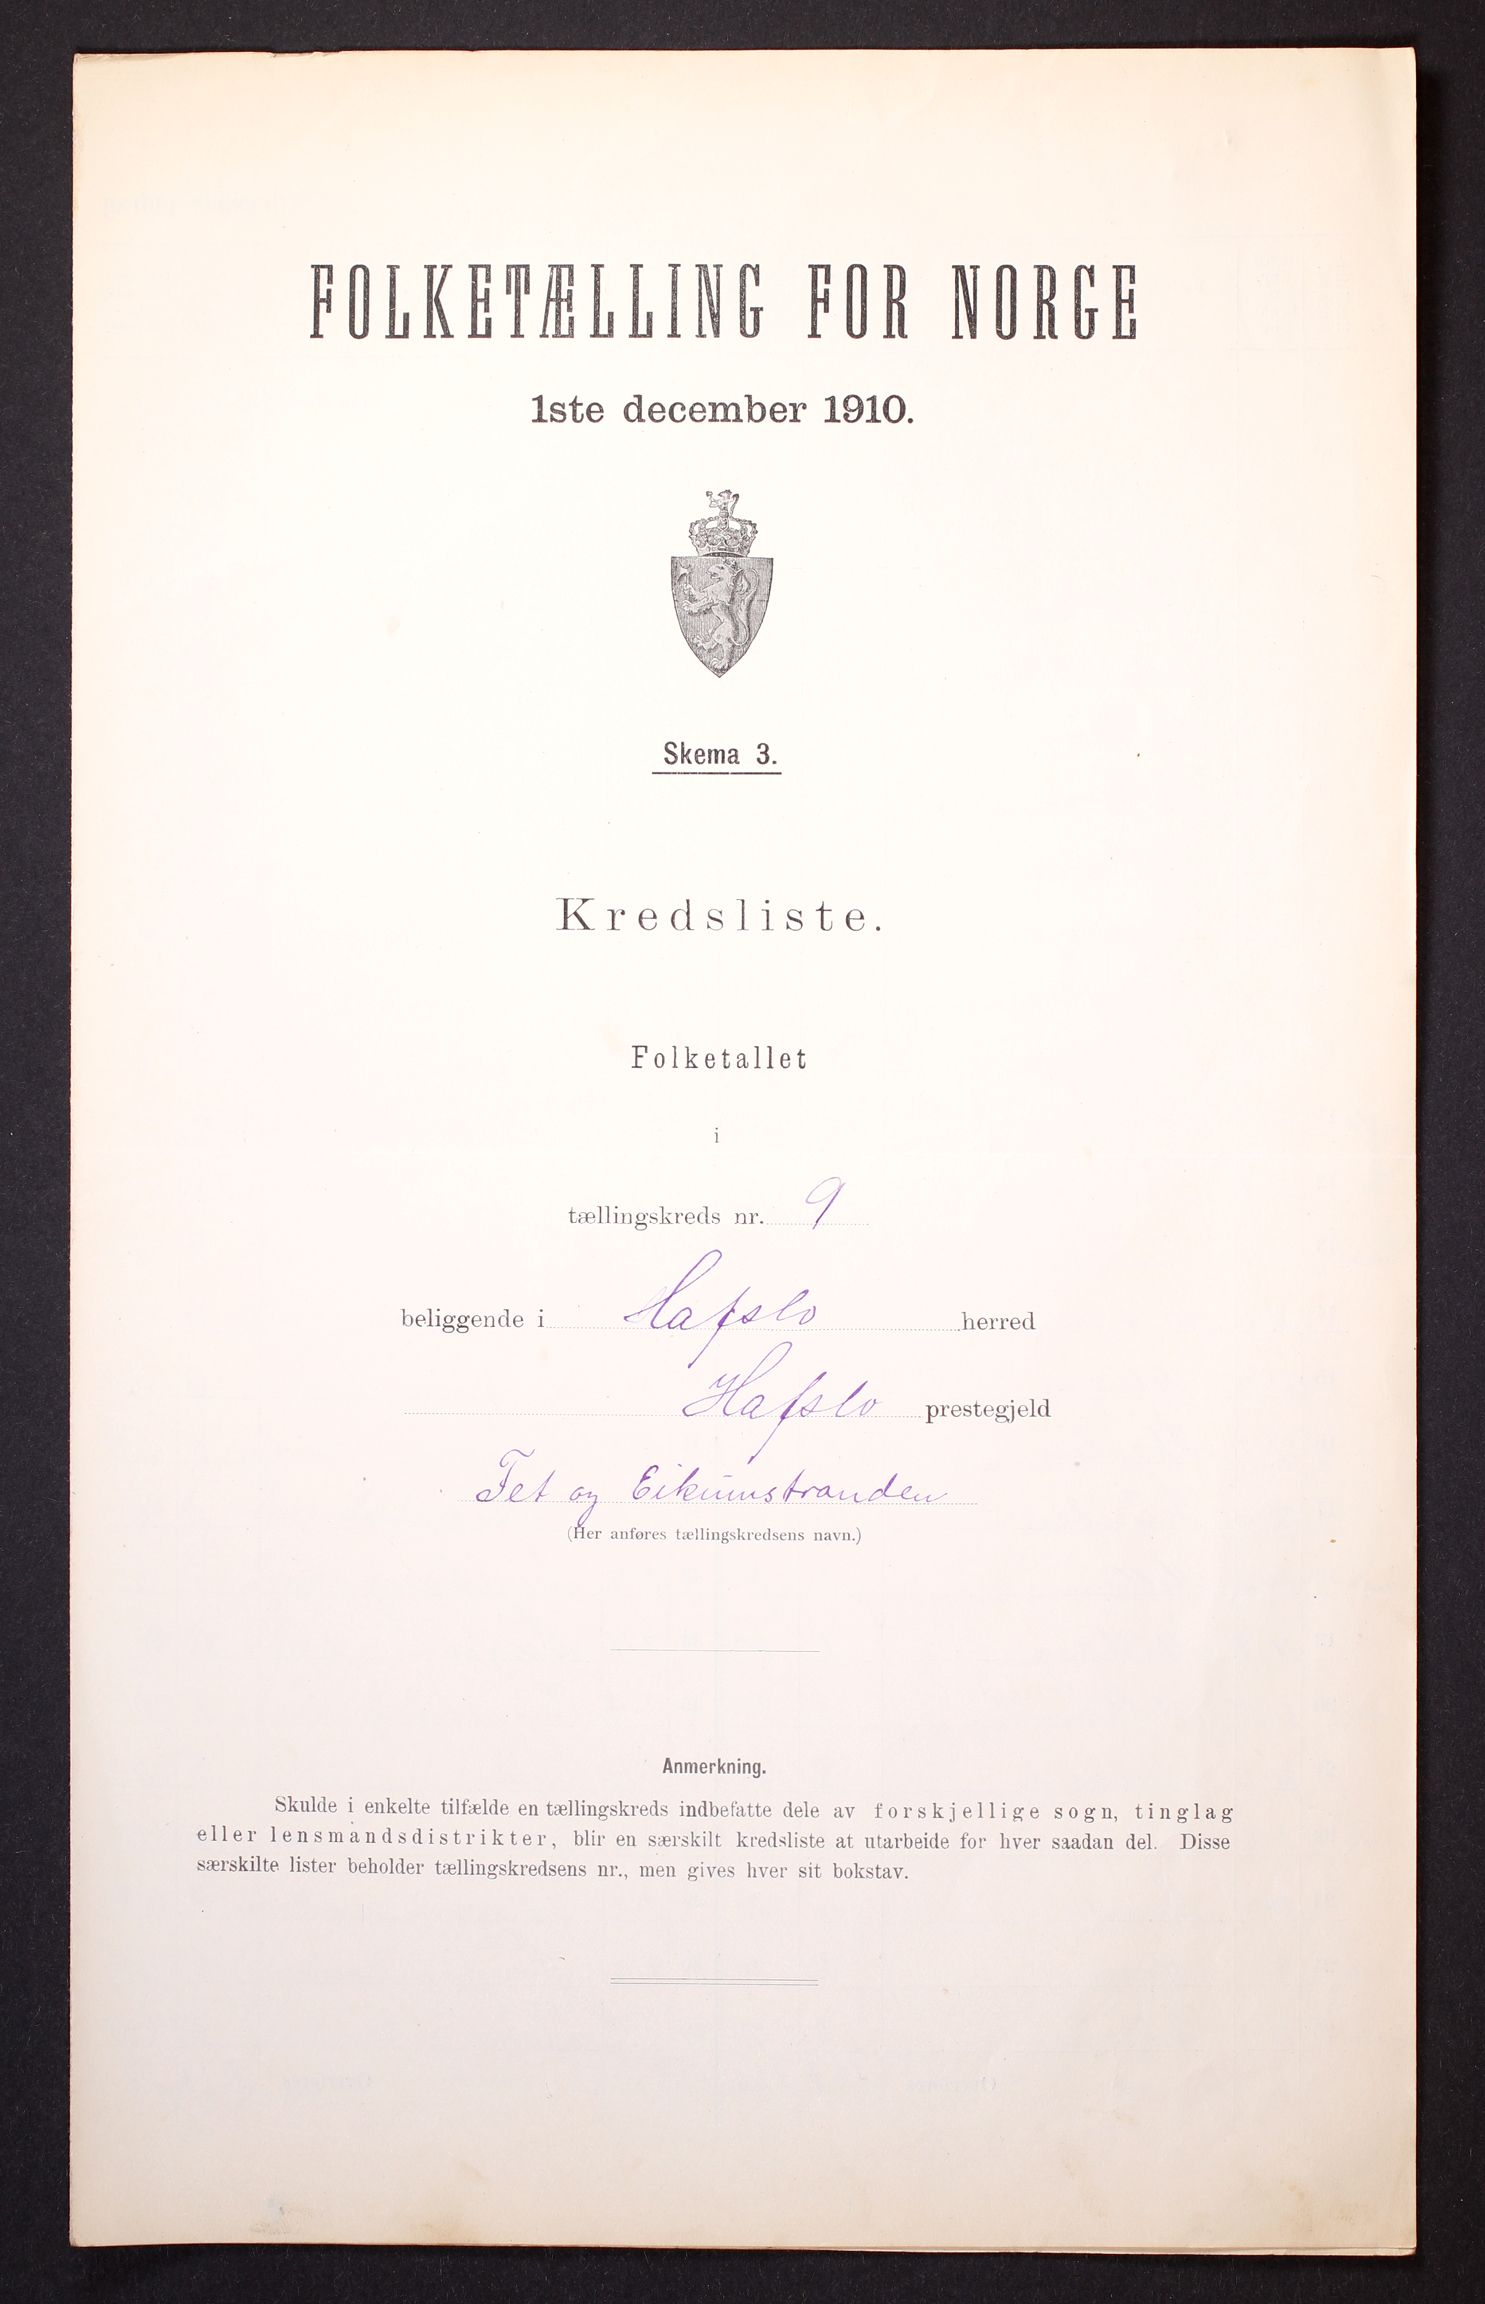 FOLKETÆLLING FOR NORGE
1ste december 1910.
Skema 3.
Kredsliste.
Folketallet
i
tællingskreds nr. 9
beliggende i Hafslo herred
Hafslo prestegjeld
Fet og Eikumstranden
(Her anføres tællingskredsens navn.)
Anmerkning.
Skulde i enkelte tilfælde en tællingskreds indbefatte dele av forskjellige sogn, tinglag
eller lensmandsdistrikter, blir en særskilt kredsliste at utarbeide for hver saadan del. Disse
særskilte lister beholder tællingskredsens nr., men gives hver sit bokstav.